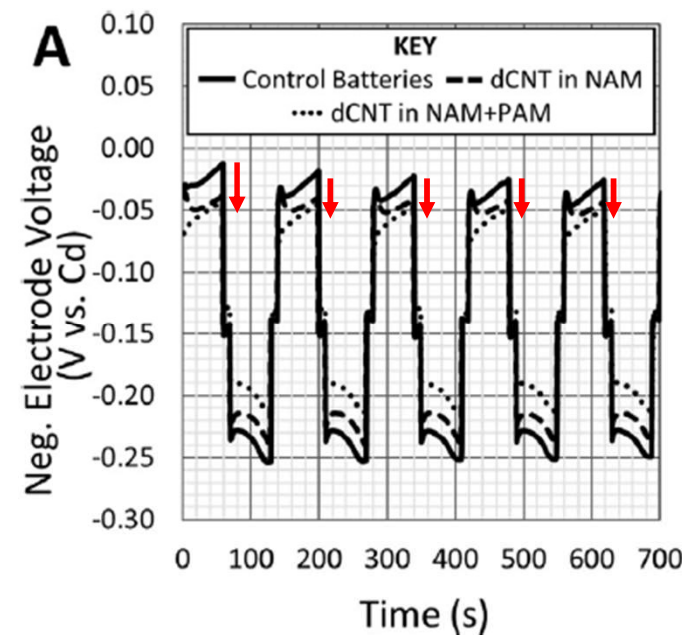 A
KEY
Control Batteries dCNT in NAM
dCNT in NAM+PAM
Neg. Electrode Voltage
(V vs. Cd)
0.10
0.05
0.00
-0.05
-0.10
-0.15
-0.20
-0.25
-0.30
0 100 200 300 400 500 600 700
Time (s)